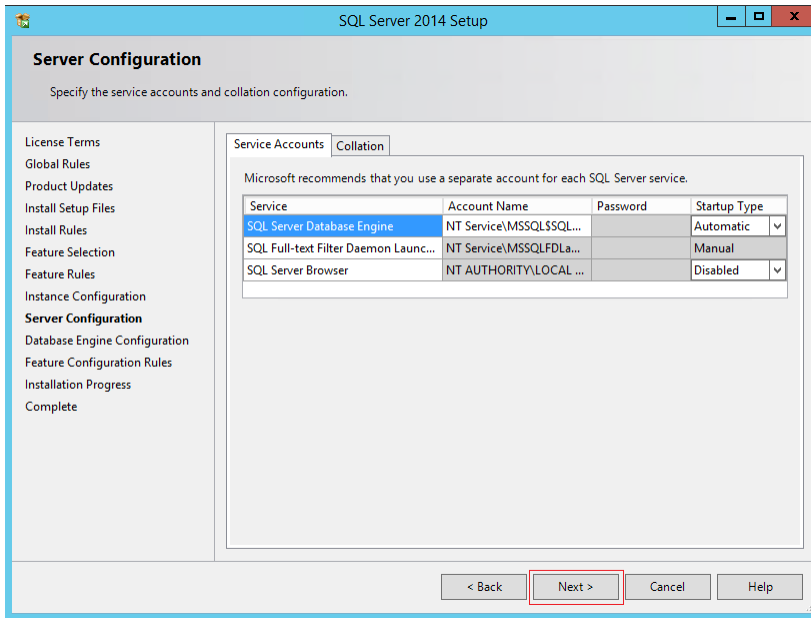 SQL Server 2014 Setup
Server Configuration
Specify the service accounts and collation configuration.
License Terms
Global Rules
Product Updates
Install Setup Files
Install Rules
Feature Selection
Feature Rules
Instance Configuration
Server Configuration
Database Engine Configuration
Feature Configuration Rules
Installation Progress
Complete
Service Accounts Collation
Microsoft recommends that you use a separate account for each SQL Server service.
Service Account Name Password Startup Type
SQL Server Database Engine NT Service\MSSQL$SQL... Automatic
SQL Full-text Filter Daemon Launc... NT Service\MSSQLFDLa... Manual
SQL Server Browser NT AUTHORITY\LOCAL ... Disabled
< Back Next > Cancel Help